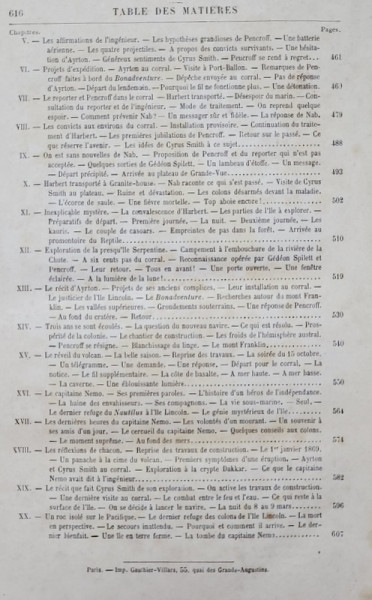 616 TABLE DES MATIÈRES
Chapitres. Pages.
V. — Les affirmations de l'ingénieur. — Les hypothèses grandioses de Pencroff. — Une batterie
aérienne. — Les quatre projectiles. — A propos des convicts survivants. — Une hésita-
tion d'Ayrton. — Généreux sentiments de Cyrus Smith. — Pencroff se rend à regret... 461
VI. — Projets d'expédition. — Ayrton au corral. — Visite à Port-Ballon. — Remarques de Pen-
croff faites à bord du Bonadventure. — Dépêche envoyée au corral. — Pas de réponse
d'Ayrton. — Départ du lendemain. — Pourquoi le fil ne fonctionne plus. — Une détonation. 469
VII. — Le reporter et Pencroff dans le corral — Harbert transporté. — Désespoir du marin. — Con-
sultation du reporter et de l'ingénieur. — Mode de traitement. — On reprend quelque
espoir. — Comment prévenir Nab? — Un messager sûr et fidèle. — La réponse de Nab. 479
VIII. — Les convicts aux environs du corral. — Installation provisoire. — Continuation du traite-
ment d'Harbert. — Les premières jubilations de Pencroff. — Retour sur le passé. — Ce
que réserve l'avenir. — Les idées de Cyrus Smith à ce sujet. 488
IX. — On est sans nouvelles de Nab. — Proposition de Pencroff et du reporter qui n'est pas
acceptée. — Quelques sorties de Gédéon Spilett. — Un lambeau d'étoffe. — Un message.
— Départ précipité. — Arrivée au plateau de Grande-Vue. 493
X. — Harbert transporté à Granite-house. — Nab raconte ce qui s'est passé. — Visite de Cyrus
Smith au plateau. — Ruine et dévastation. — Les colons désarmés devant la maladie.
— L'écorce de saule. — Une fièvre mortelle. — Top aboie encore! 502
XI. — Inexplicable mystère. — La convalescence d'Harbert. — Les parties de l'île à explorer. —
Préparatifs de départ. — Première journée. — La nuit. — Deuxième journée. — Les
kauris. — Le couple de casoars. — Empreintes de pas dans la forêt. — Arrivée au
promontoire du Reptile. 510
XII. — Exploration de la presqu'île Serpentine. — Campement à l'embouchure de la rivière de la
Chute. — A six cents pas du corral. — Reconnaissance opérée par Gédéon Spilett et
Pencroff. — Leur retour. — Tous en avant! — Une porte ouverte. — Une fenêtre
éclairée. — A la lumière de la lune! 519
XIII. — Le récit d'Ayrton. — Projets de ses anciens complices. — Leur installation au corral. —
Le justicier de l'île Lincoln. — Le Bonadventure. — Recherches autour du mont Fran-
klin. — Les vallées supérieures. — Grondements souterrains. — Une réponse de Pencroff.
— Au fond du cratère. — Retour. 530
XIV. — Trois ans se sont écoulés. — La question du nouveau navire. — Ce qui en résolu. — Pros-
périté de la colonie. — Le chantier de construction. — Les froids de l'hémisphère austral.
— Pencroff se résigne. — Blanchissage du linge. — Le mont Franklin. 540
XV. — Le réveil du volcan. — La belle saison. — Reprise des travaux. — La soirée du 15 octobre.
— Un télégramme. — Une demande. — Une réponse. — Départ pour le corral. — La
notice. — Le fil supplémentaire. — La côte de basalte. — A mer haute. — A mer basse.
— La caverne. — Une éblouissante lumière. 550
XVI. — Le capitaine Nemo. — Ses premières paroles. — L'histoire d'un héros de l'indépendance.
— La haine des envahisseurs. — Ses compagnons. — La vie sous-marine. — Seul. —
Le dernier refuge du Nautilus à l'île Lincoln. — Le génie mystérieux de l'île. 564
XVII. — Les dernières heures du capitaine Nemo. — Les volontés d'un mourant. — Un souvenir à
ses amis d'un jour. — Le cercueil du capitaine Nemo. — Quelques conseils aux colons.
— Le moment suprême. — Au fond des mers. 574
XVIII. — Les réflexions de chacun. — Reprise des travaux de construction. — Le 1er janvier 1869.
— Un panache à la cime du volcan. — Premiers symptômes d'une éruption. — Ayrton
et Cyrus Smith au corral. — Exploration à la crypte Dakkar. — Ce que le capitaine
Nemo avait dit à l'ingénieur. 582
XIX. — Le récit que fait Cyrus Smith de son exploration. — On active les travaux de construction.
— Une dernière visite au corral. — Le combat entre le feu et l'eau. — Ce qui reste à la
surface de l'île. — On se décide à lancer le navire. — La nuit du 8 au 9 mars. 596
XX. — Un roc isolé sur le Pacifique. — Le dernier refuge des colons de l'île Lincoln. — La mort
en perspective. — Le secours inattendu. — Pourquoi et comment il arrive. — Le der-
nier bienfait. — Une île en terre ferme. — La tombe du capitaine Nemo. 607
Paris. — Imp. Gauthier-Villars, 55, quai des Grands-Augustins.